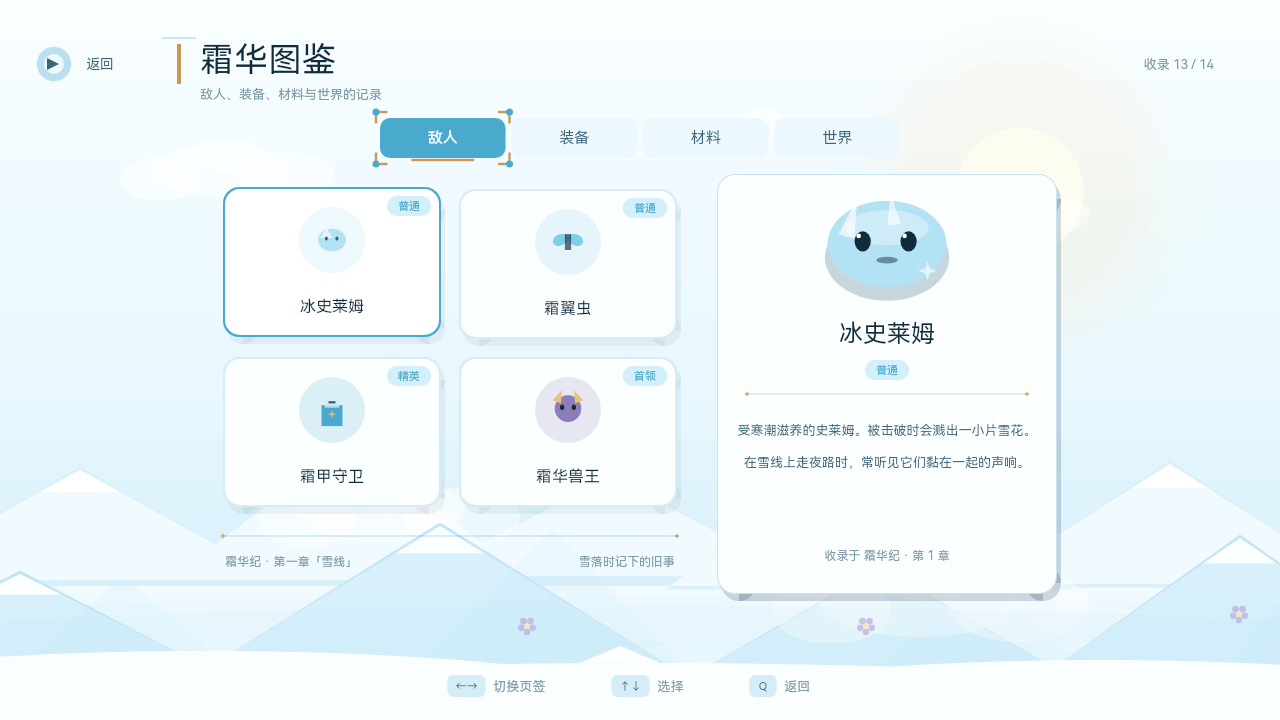 返回
霜华图鉴
敌人、装备、材料与世界的记录
收录 13 / 14
敌人
装备
材料
世界
普通
冰史莱姆
普通
霜翼虫
精英
霜甲守卫
首领
霜华兽王
霜华纪 · 第一章「雪线」
雪落时记下的旧事
冰史莱姆
普通
受寒潮滋养的史莱姆。被击破时会溅出一小片雪花。
在雪线上走夜路时，常听见它们黏在一起的声响。
收录于 霜华纪 · 第 1 章
←→ 切换页签
↑↓ 选择
Q 返回